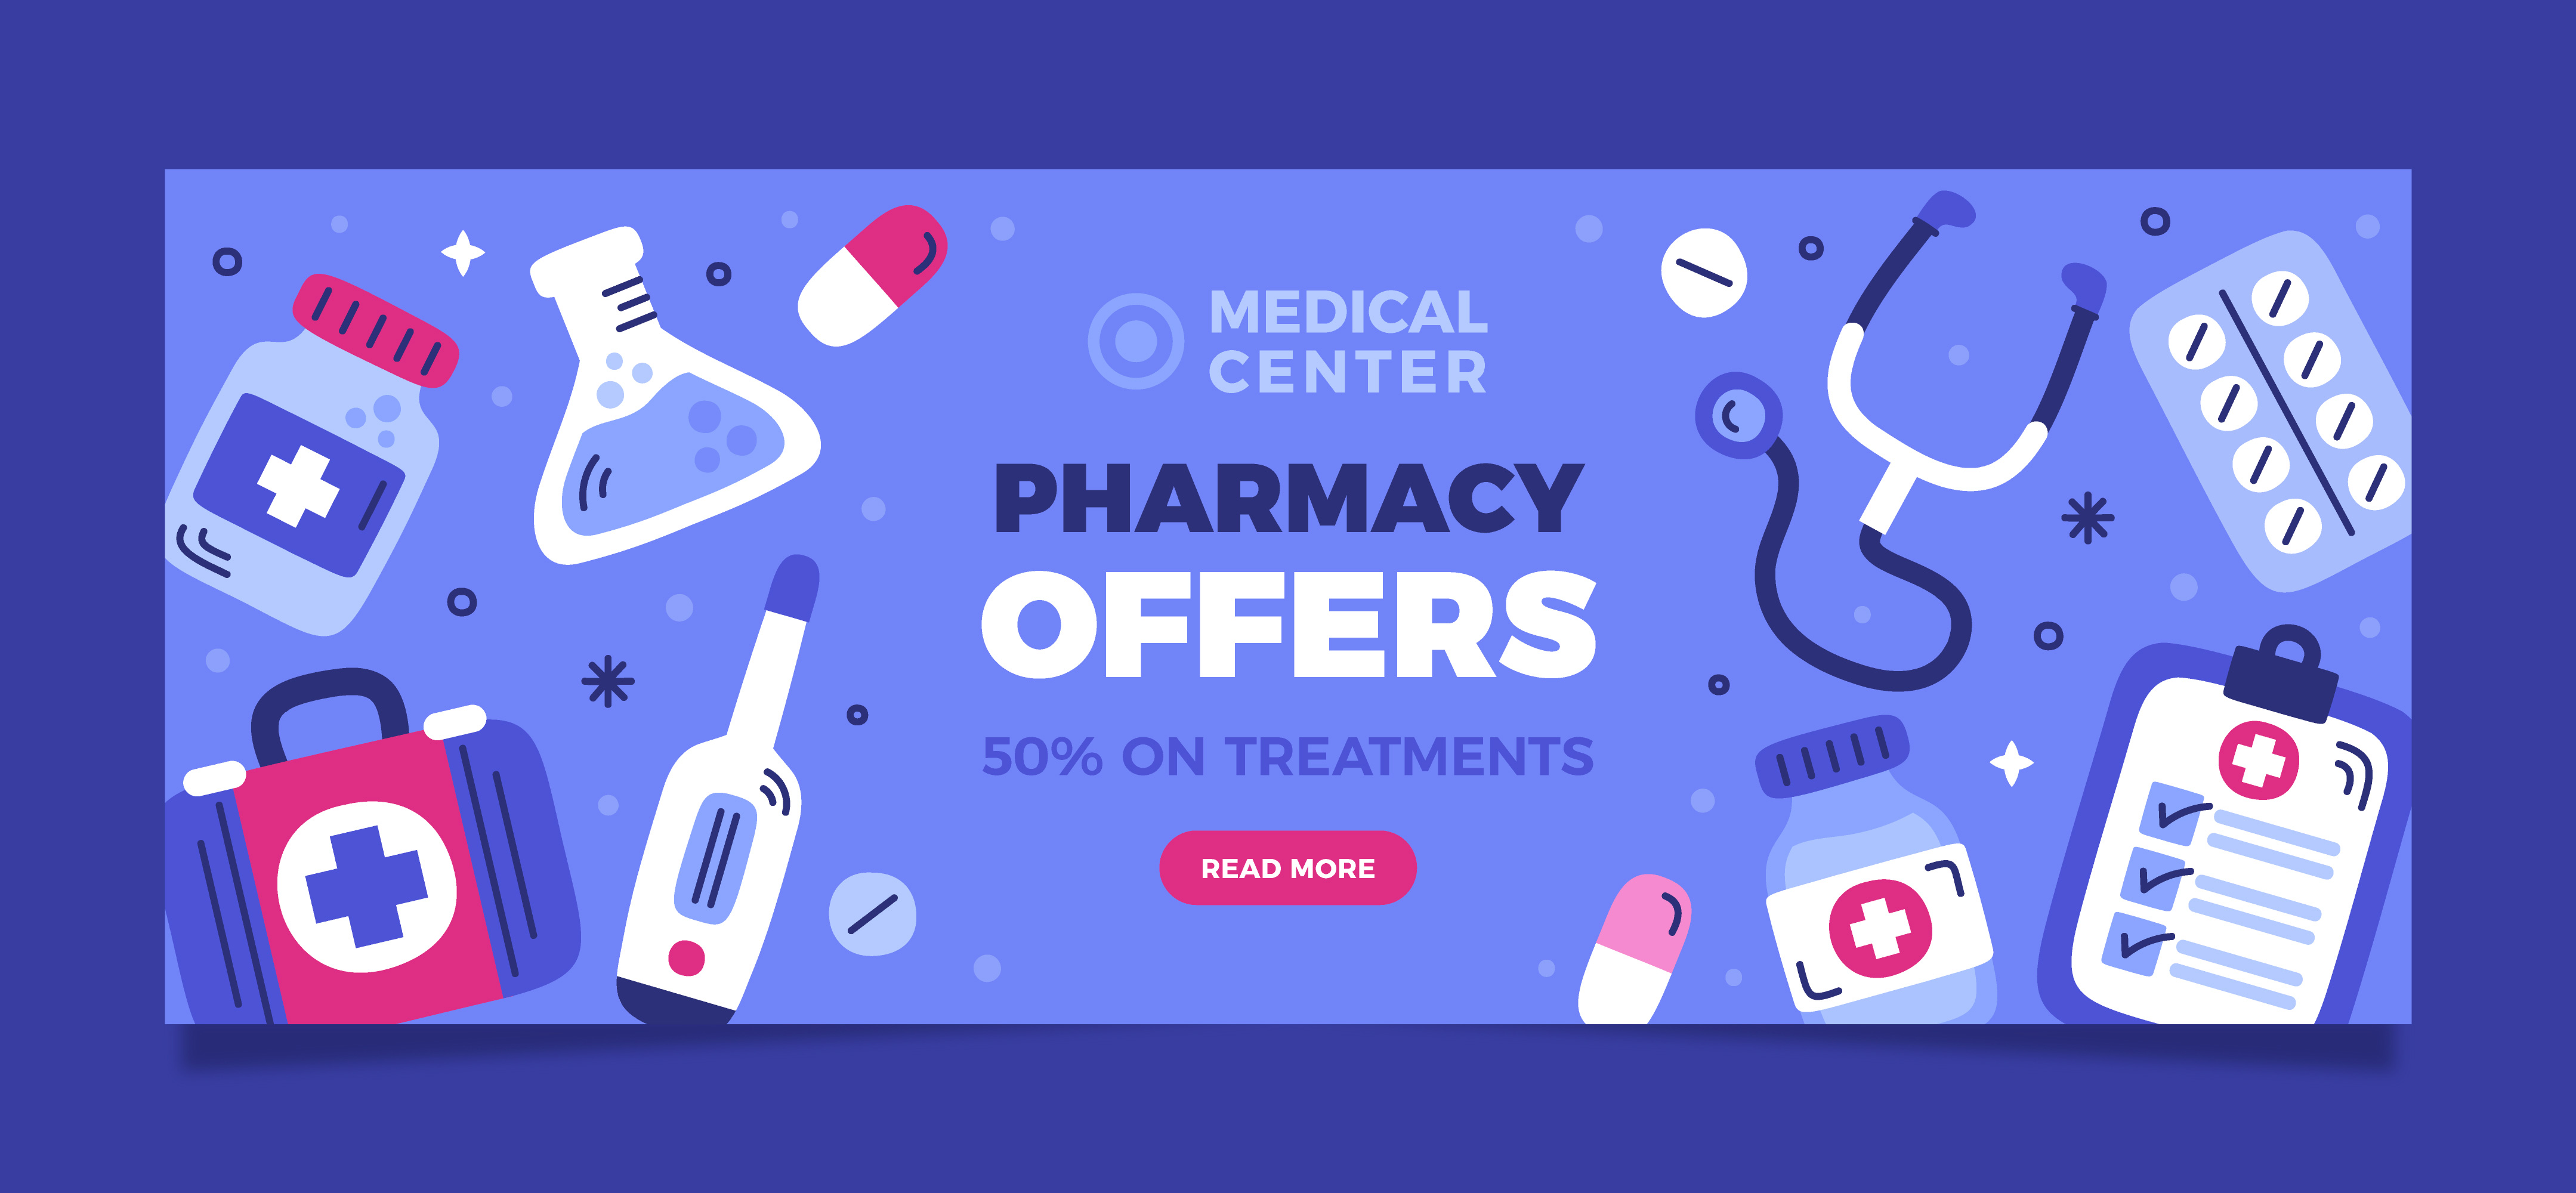 MEDICAL
CENTER
PHARMACY
OFFERS
50% ON TREATMENTS
READ MORE